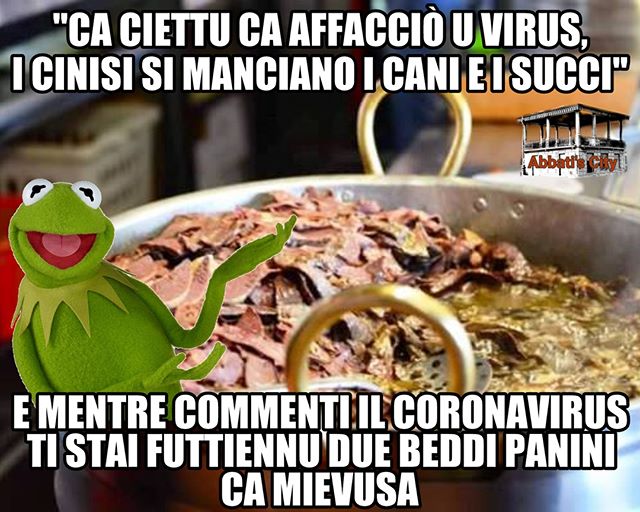 "CA CIETTU CA AFFACCIÒ U VIRUS,
I CINISI SI MANCIANO I CANI E I SUCCI"
Abbati's City
E MENTRE COMMENTI IL CORONAVIRUS
TI STAI FUTTIENNU DUE BEDDI PANINI
CA MIEVUSA